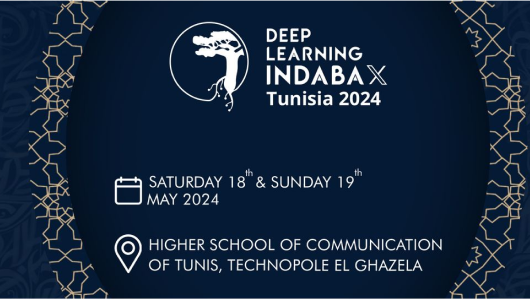 DEEP
LEARNING
INDABAX
Tunisia 2024
SATURDAY 18th & SUNDAY 19th
MAY 2024
HIGHER SCHOOL OF COMMUNICATION
OF TUNIS, TECHNOPOLE EL GHAZELA